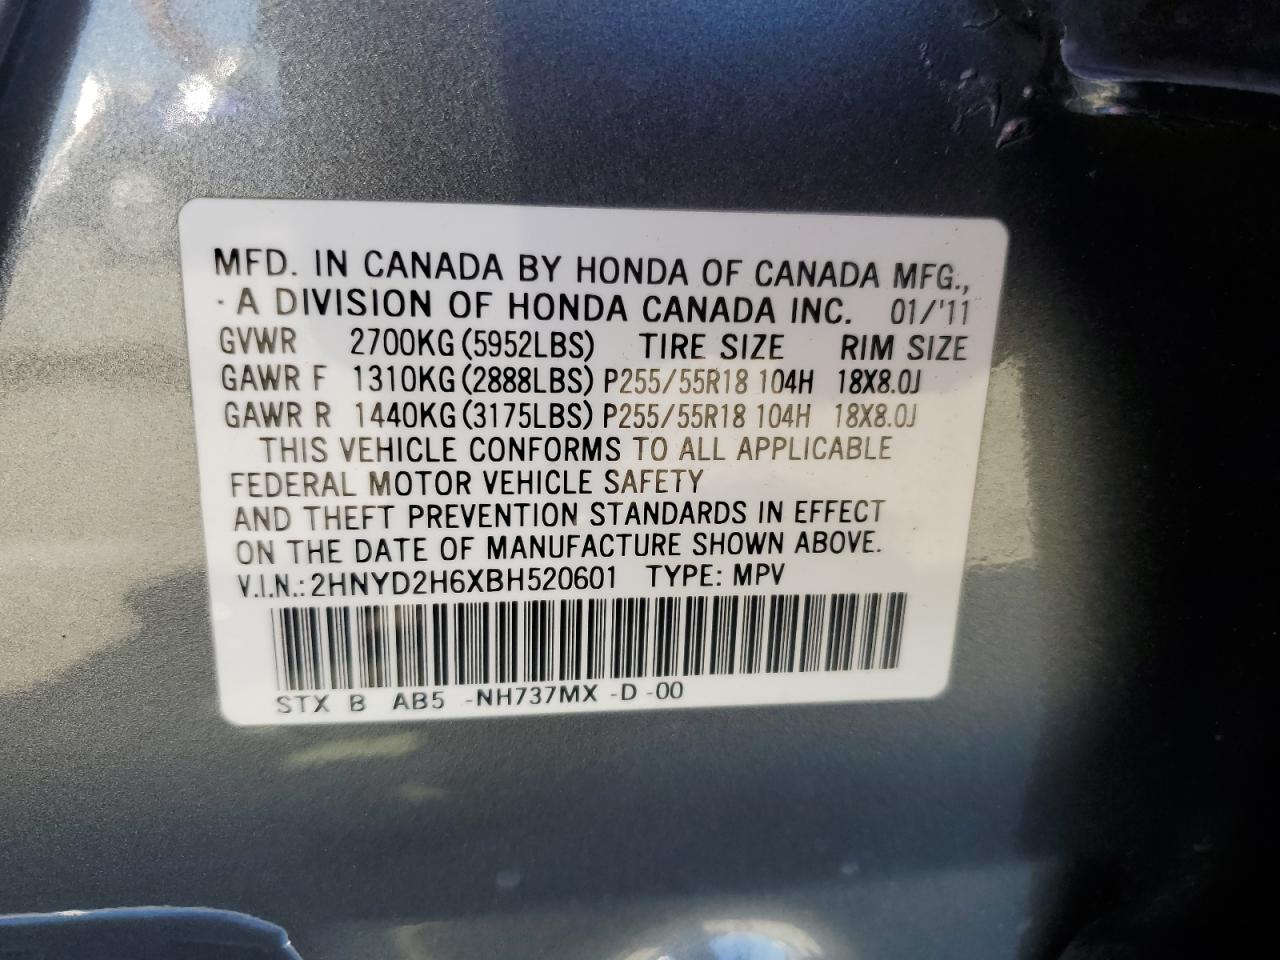 MFD. IN CANADA BY HONDA OF CANADA MFG.,
A DIVISION OF HONDA CANADA INC. 01/'11
GVWR 2700KG(5952LBS) TIRE SIZE RIM SIZE
GAWR F 1310KG(2888LBS) P255/55R18 104H 18X8.0J
GAWR R 1440KG(3175LBS) P255/55R18 104H 18X8.0J
THIS VEHICLE CONFORMS TO ALL APPLICABLE
FEDERAL MOTOR VEHICLE SAFETY
AND THEFT PREVENTION STANDARDS IN EFFECT
ON THE DATE OF MANUFACTURE SHOWN ABOVE.
V.I.N.: 2HNYD2H6XBH520601 TYPE: MPV
STX B AB5 -NH737MX -D -00